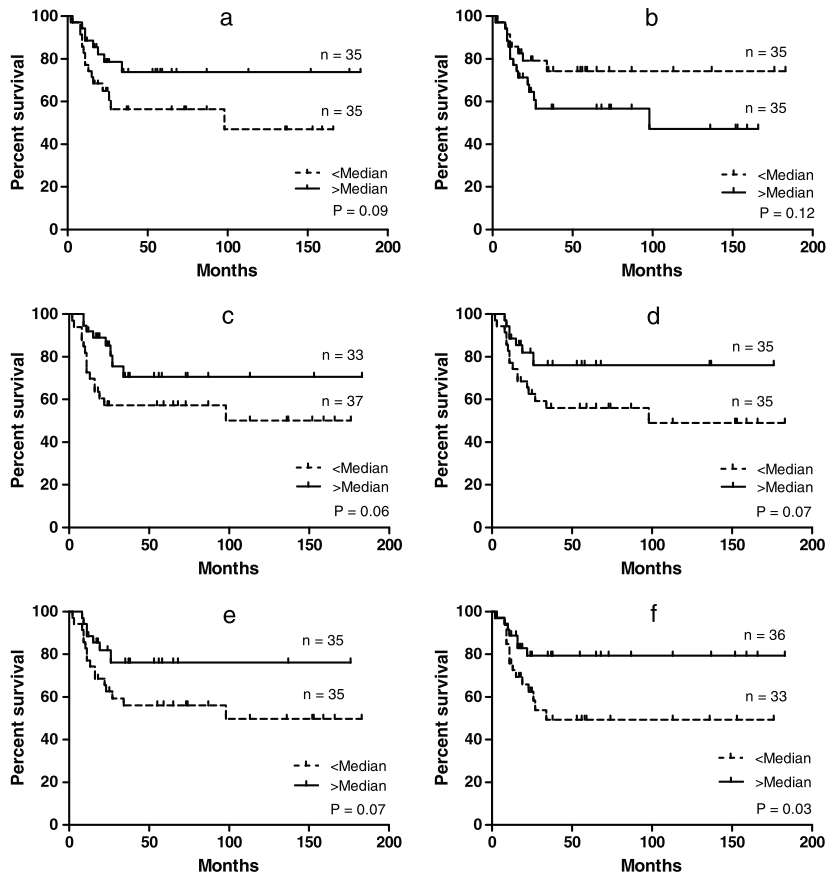 a
100
80
60
40
20
0
Percent survival
n = 35
n = 35
<Median
>Median
P = 0.09
0 50 100 150 200
Months
b
100
80
60
40
20
0
Percent survival
n = 35
n = 35
<Median
>Median
P = 0.12
0 50 100 150 200
Months
c
100
80
60
40
20
0
Percent survival
n = 33
n = 37
<Median
>Median
P = 0.06
0 50 100 150 200
Months
d
100
80
60
40
20
0
Percent survival
n = 35
n = 35
<Median
>Median
P = 0.07
0 50 100 150 200
Months
e
100
80
60
40
20
0
Percent survival
n = 35
n = 35
<Median
>Median
P = 0.07
0 50 100 150 200
Months
f
100
80
60
40
20
0
Percent survival
n = 36
n = 33
<Median
>Median
P = 0.03
0 50 100 150 200
Months